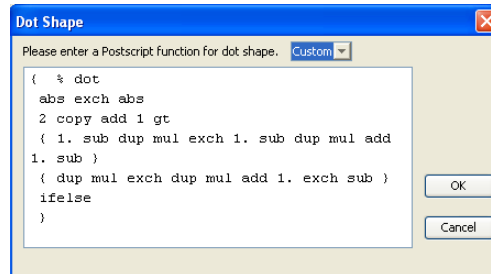 Dot Shape
Please enter a Postscript function for dot shape. Custom
{ % dot
abs exch abs
2 copy add 1 gt
{ 1. sub dup mul exch 1. sub dup mul add
1. sub }
{ dup mul exch dup mul add 1. exch sub }
ifelse
}
OK
Cancel